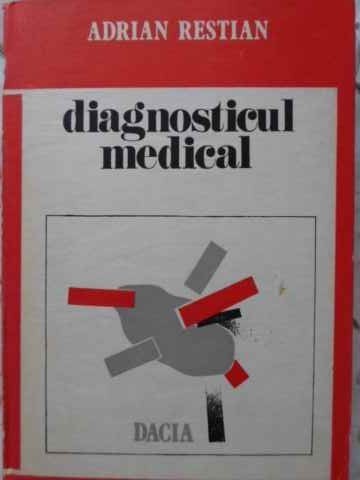 ADRIAN RESTIAN
diagnosticul
medical
DACIA